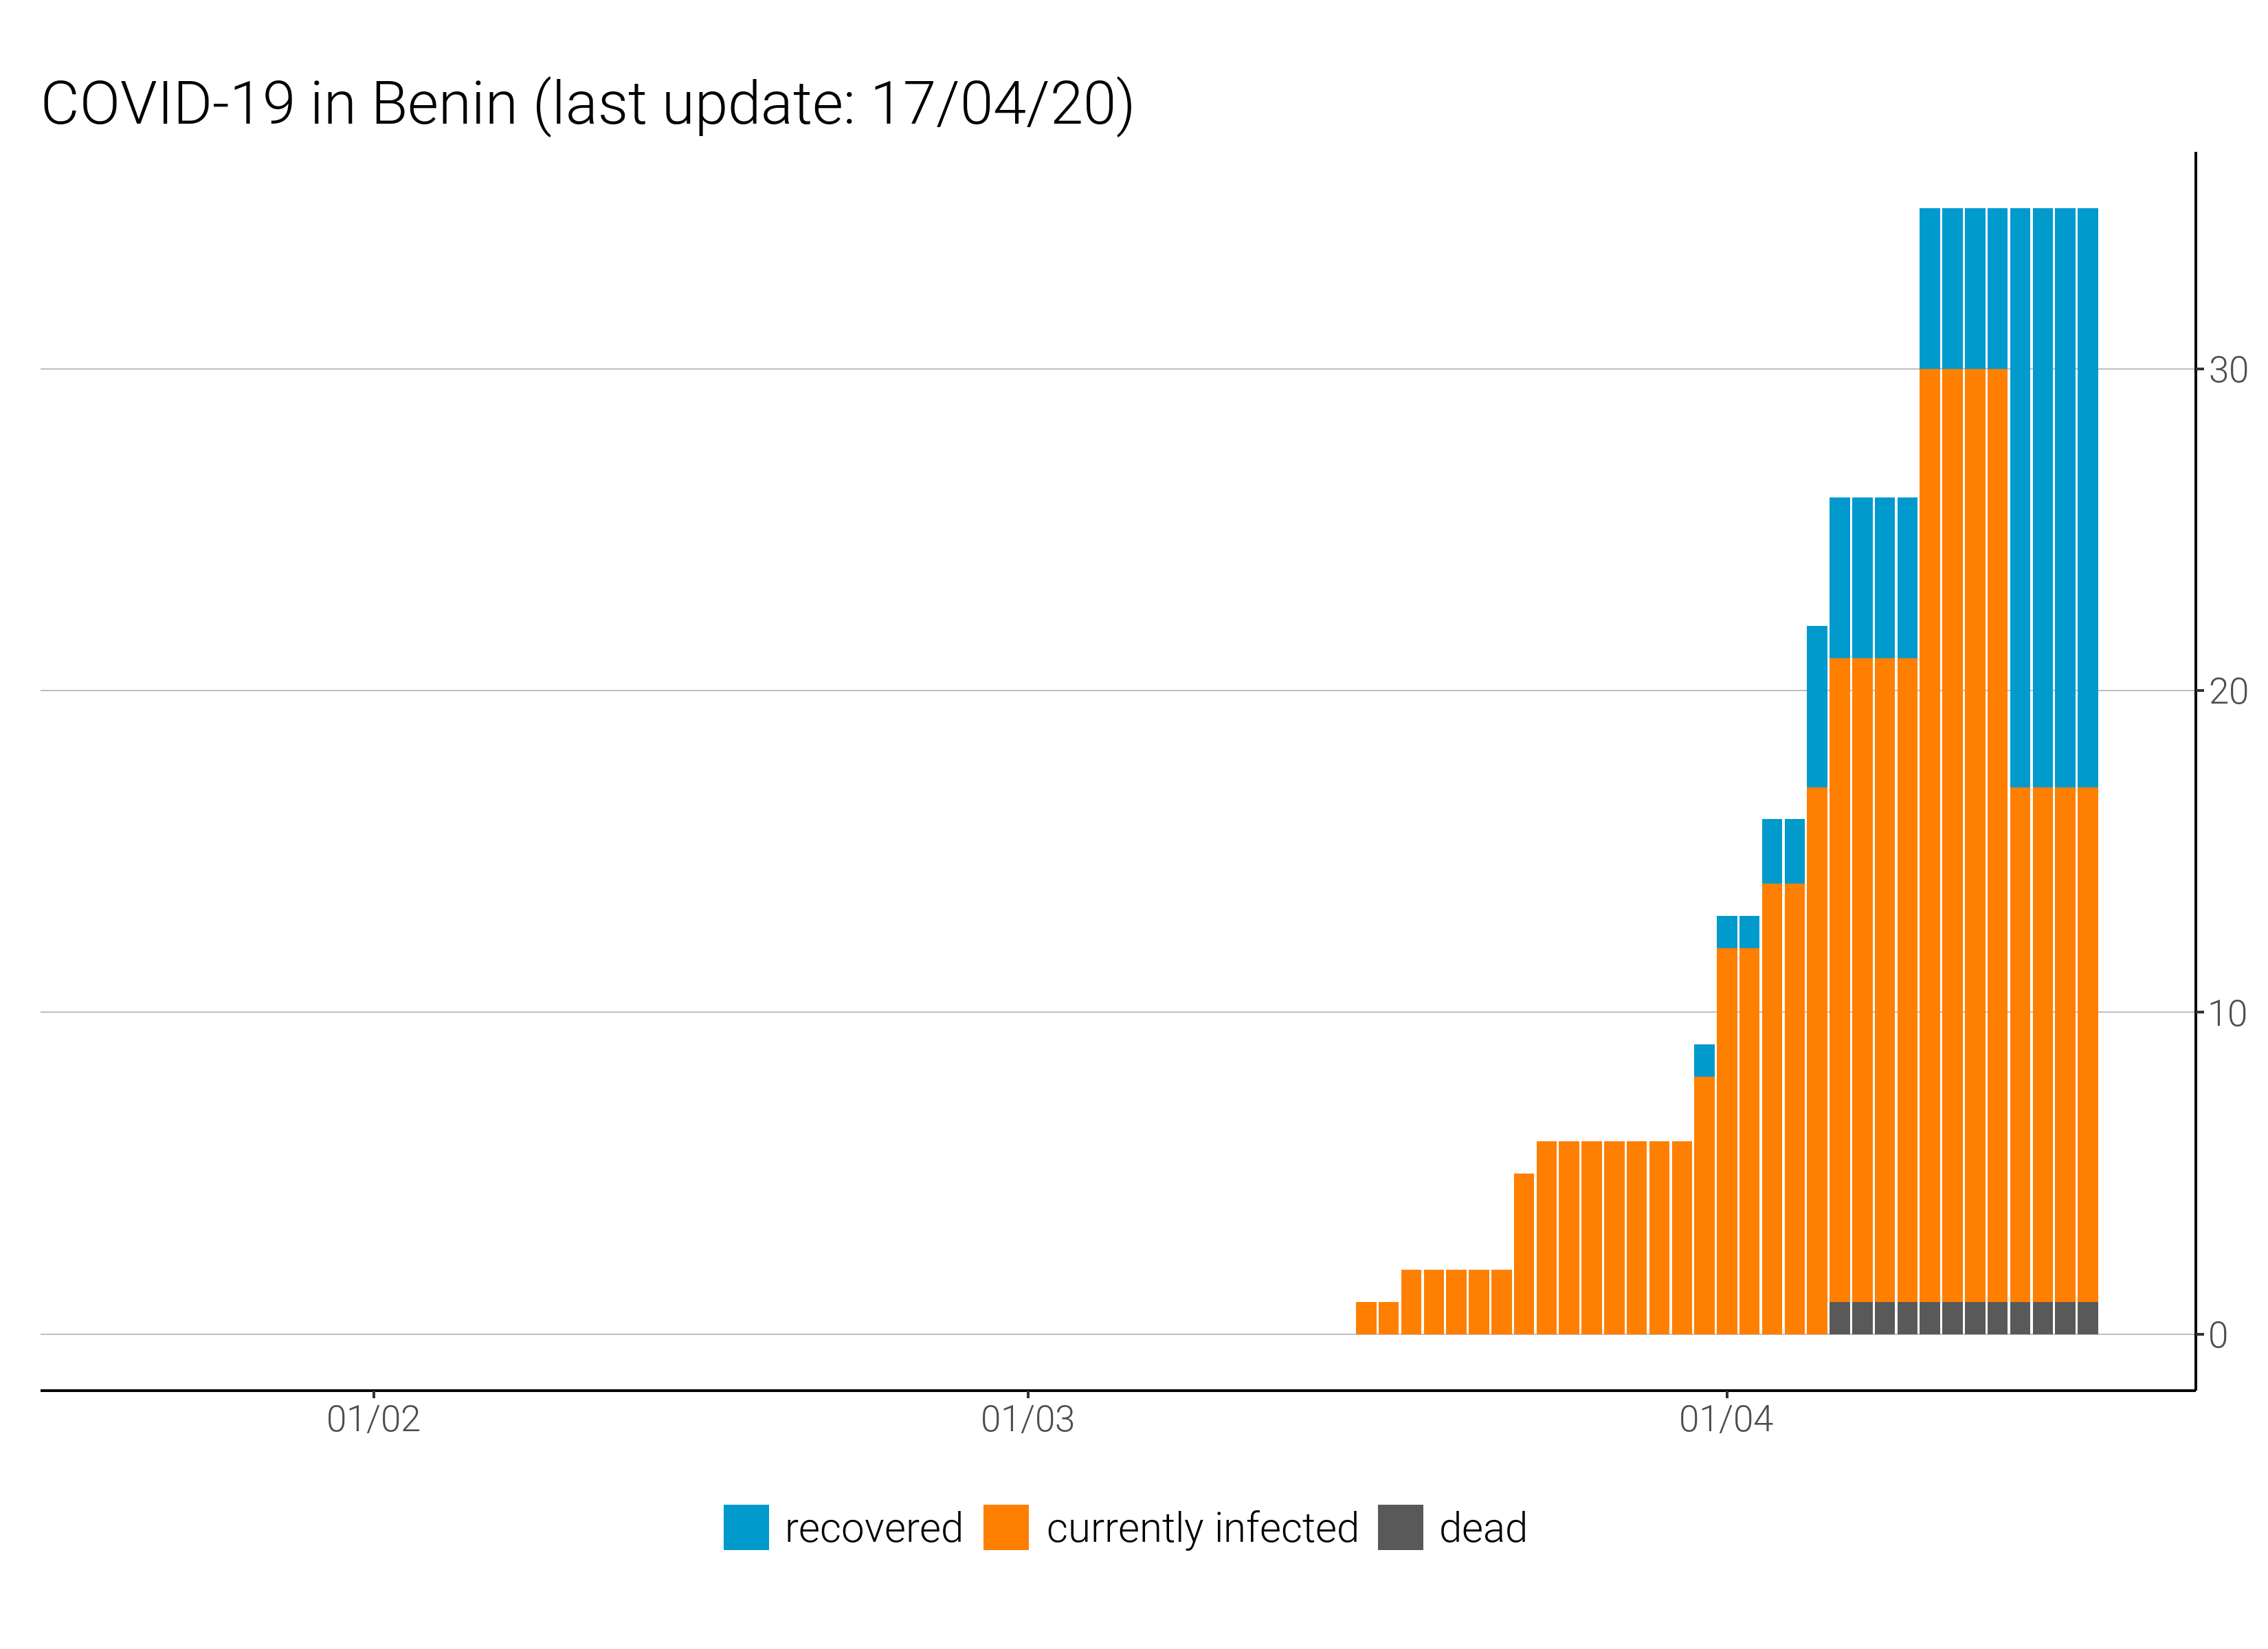 COVID-19 in Benin (last update: 17/04/20)
30
20
10
0
01/02 01/03 01/04
recovered currently infected dead